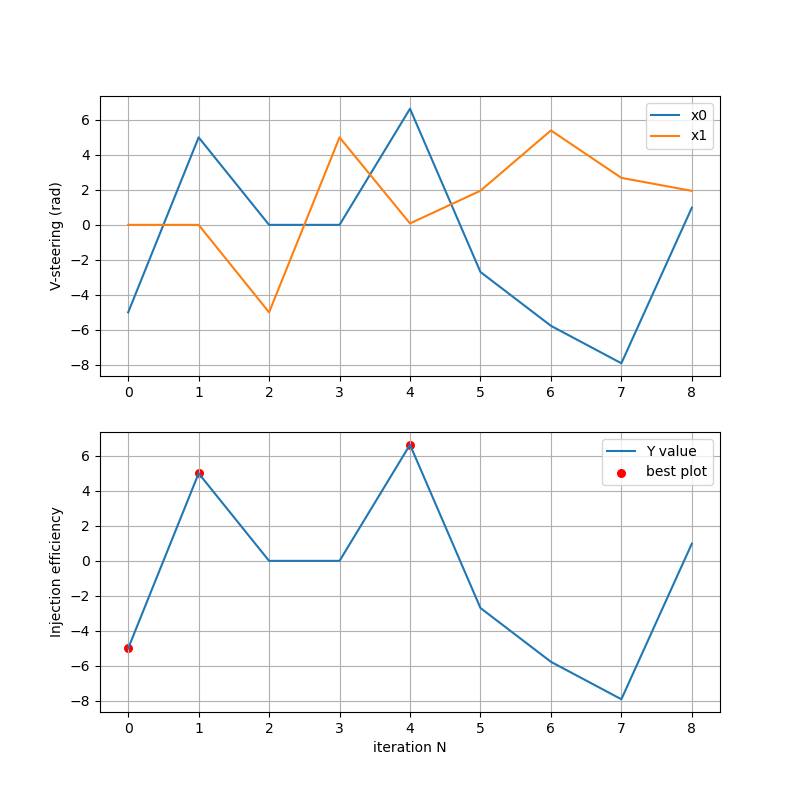 x0
x1
6
4
2
0
−2
−4
−6
−8
V-steering (rad)
0 1 2 3 4 5 6 7 8
Y value
best plot
6
4
2
0
−2
−4
−6
−8
Injection efficiency
0 1 2 3 4 5 6 7 8
iteration N